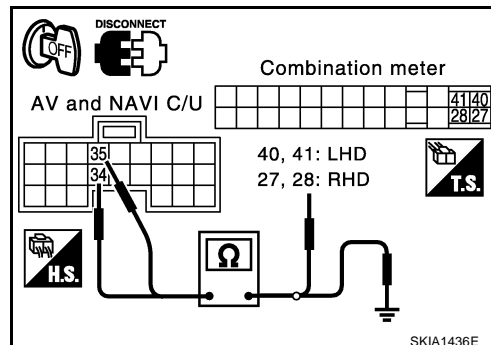 OFF
DISCONNECT
Combination meter
AV and NAVI C/U
41 40
28 27
35
34
40, 41: LHD
27, 28: RHD
T.S.
H.S.
Ω
SKIA1436E